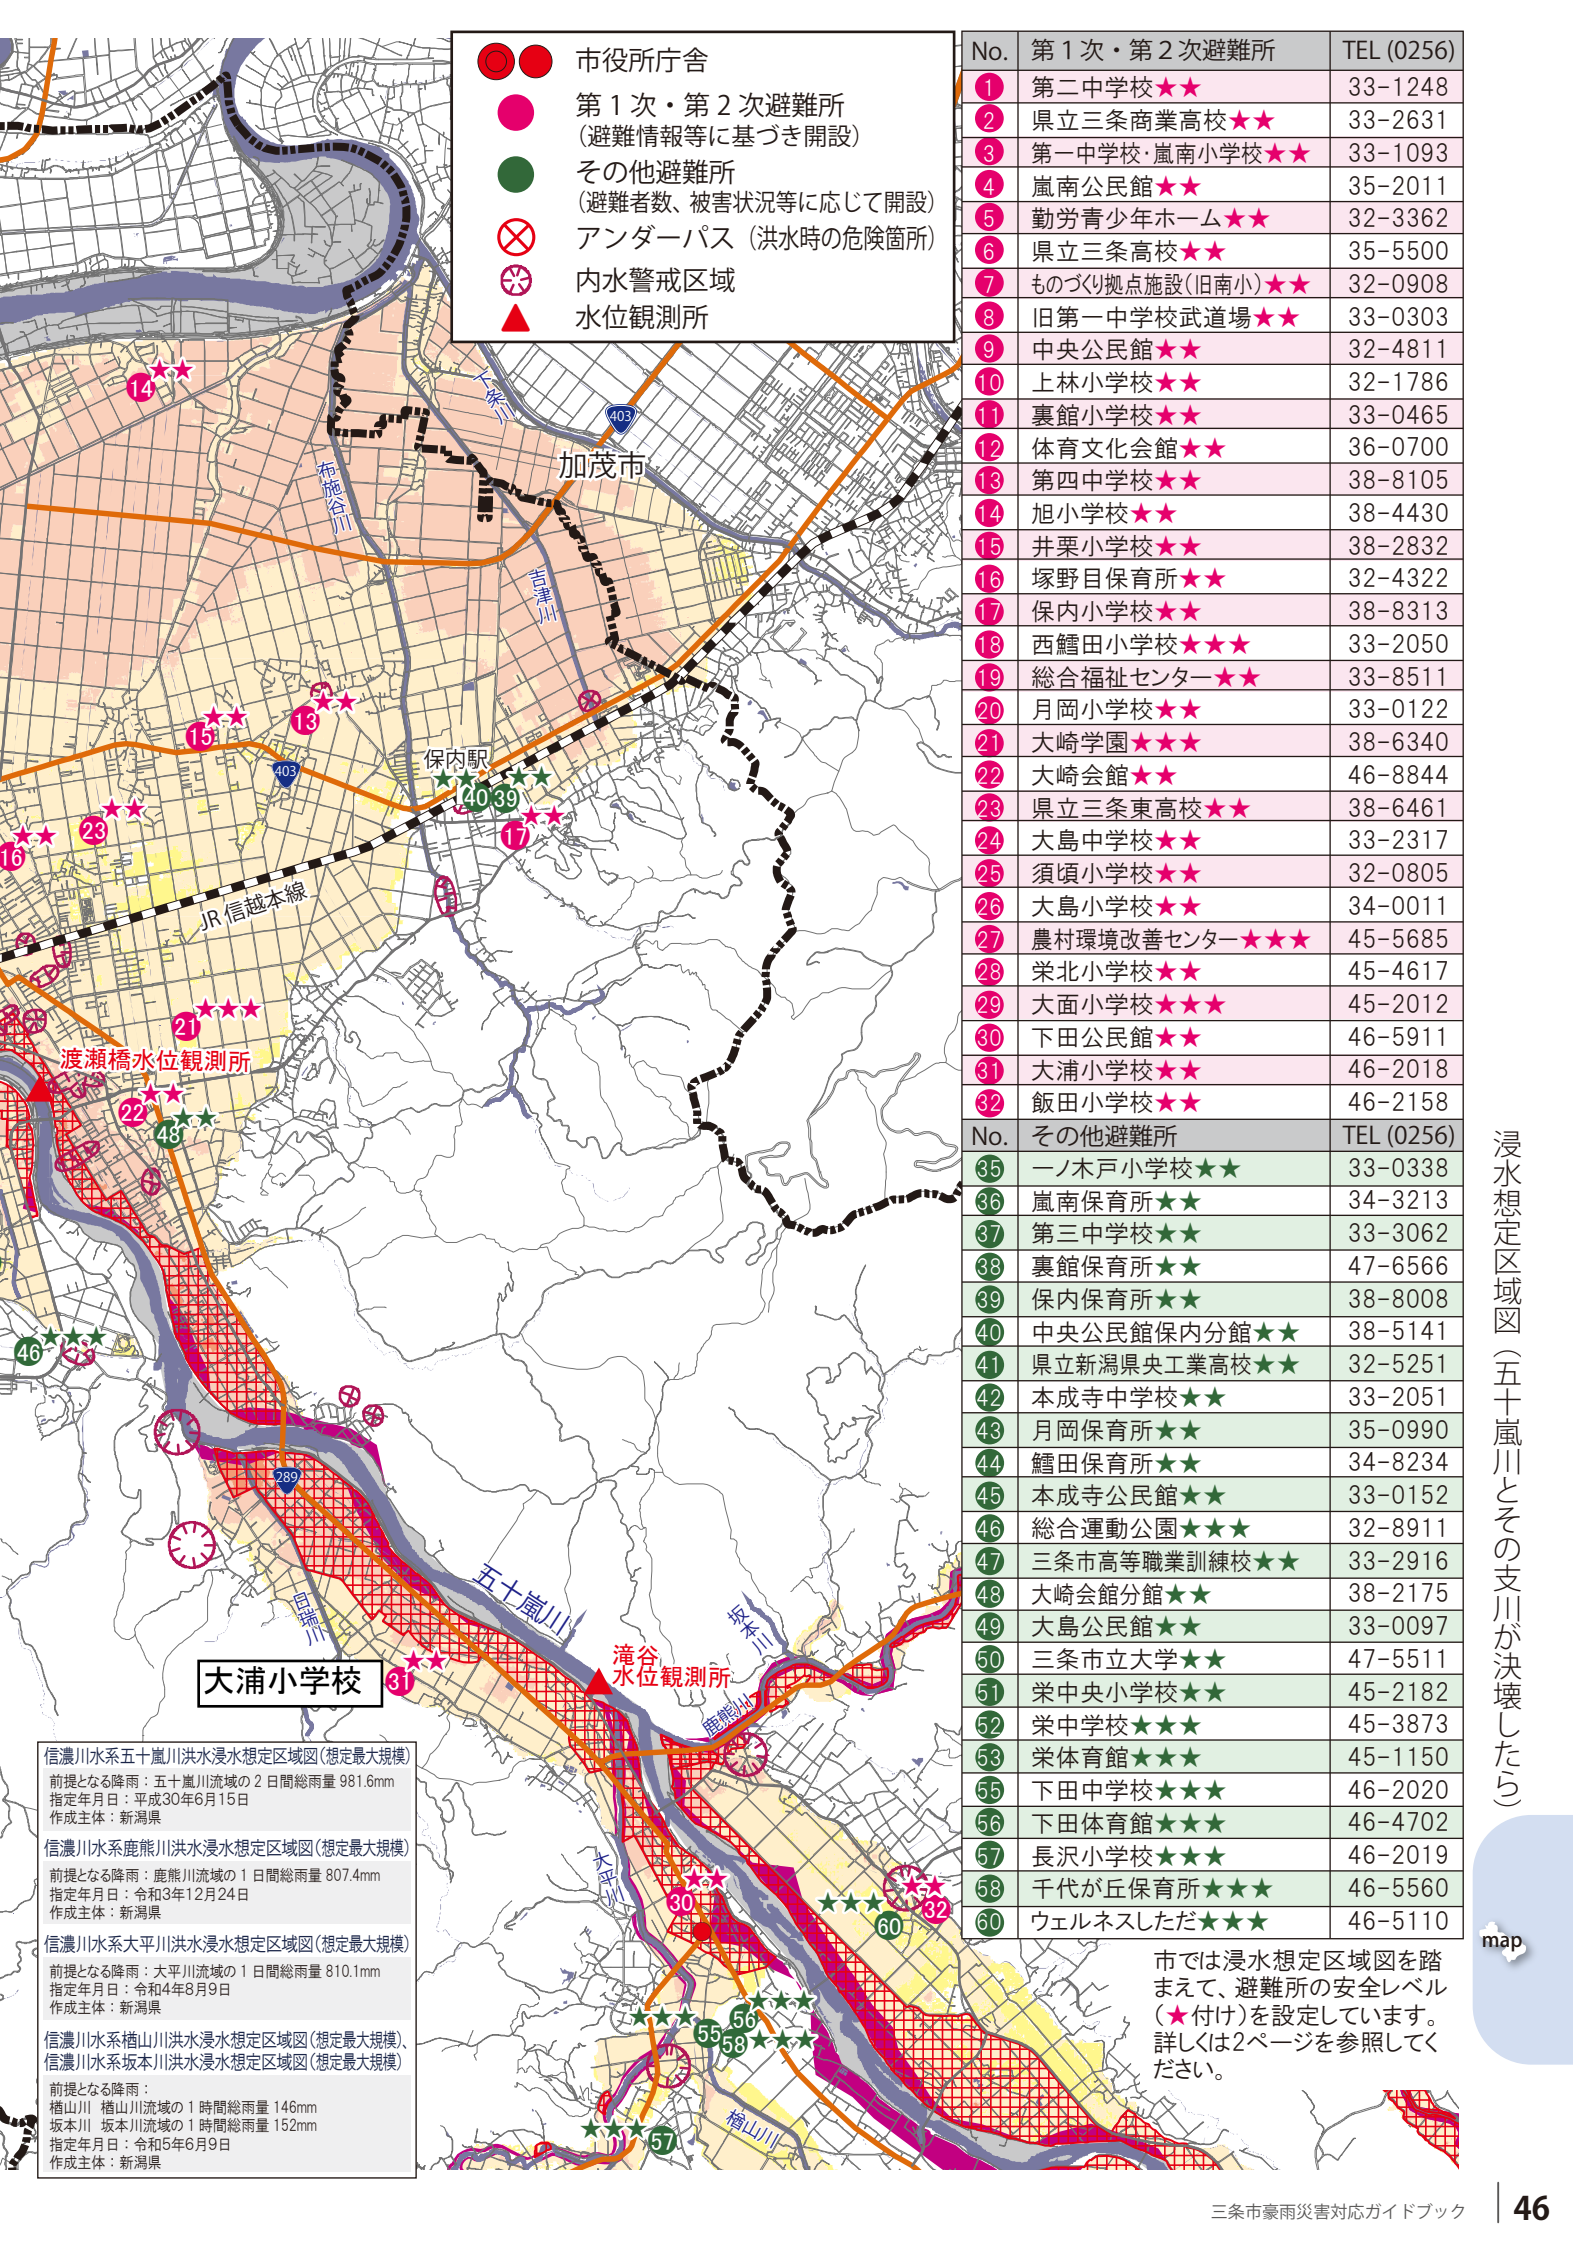 市役所庁舎
第１次・第２次避難所
（避難情報等に基づき開設）
その他避難所
（避難者数、被害状況等に応じて開設）
アンダーパス（洪水時の危険箇所）
内水警戒区域
水位観測所
No. 第１次・第２次避難所 TEL (0256)
1 第二中学校★★ 33-1248
2 県立三条商業高校★★ 33-2631
3 第一中学校・嵐南小学校★★ 33-1093
4 嵐南公民館★★ 35-2011
5 勤労青少年ホーム★★ 32-3362
6 県立三条高校★★ 35-5500
7 ものづくり拠点施設（旧南小）★★ 32-0908
8 旧第一中学校武道場★★ 33-0303
9 中央公民館★★ 32-4811
10 上林小学校★★ 32-1786
11 裏館小学校★★ 33-0465
12 体育文化会館★★ 36-0700
13 第四中学校★★ 38-8105
14 旭小学校★★ 38-4430
15 井栗小学校★★ 38-2832
16 塚野目保育所★★ 32-4322
17 保内小学校★★ 38-8313
18 西鱈田小学校★★★ 33-2050
19 総合福祉センター★★ 33-8511
20 月岡小学校★★ 33-0122
21 大崎学園★★★ 38-6340
22 大崎会館★★ 46-8844
23 県立三条東高校★★ 38-6461
24 大島中学校★★ 33-2317
25 須頃小学校★★ 32-0805
26 大島小学校★★ 34-0011
27 農村環境改善センター★★★ 45-5685
28 栄北小学校★★ 45-4617
29 大面小学校★★★ 45-2012
30 下田公民館★★ 46-5911
31 大浦小学校★★ 46-2018
32 飯田小学校★★ 46-2158
No. その他避難所 TEL (0256)
35 一ノ木戸小学校★★ 33-0338
36 嵐南保育所★★ 34-3213
37 第三中学校★★ 33-3062
38 裏館保育所★★ 47-6566
39 保内保育所★★ 38-8008
40 中央公民館保内分館★★ 38-5141
41 県立新潟県央工業高校★★ 32-5251
42 本成寺中学校★★ 33-2051
43 月岡保育所★★ 35-0990
44 鱈田保育所★★ 34-8234
45 本成寺公民館★★ 33-0152
46 総合運動公園★★★ 32-8911
47 三条市高等職業訓練校★★ 33-2916
48 大崎会館分館★★ 38-2175
49 大島公民館★★ 33-0097
50 三条市立大学★★ 47-5511
51 栄中央小学校★★ 45-2182
52 栄中学校★★★ 45-3873
53 栄体育館★★★ 45-1150
55 下田中学校★★★ 46-2020
56 下田体育館★★★ 46-4702
57 長沢小学校★★★ 46-2019
58 千代が丘保育所★★★ 46-5560
60 ウェルネスしただ★★★ 46-5110
市では浸水想定区域図を踏
まえて、避難所の安全レベル
（★付け）を設定しています。
詳しくは2ページを参照してく
ださい。
浸水想定区域図（五十嵐川とその支川が決壊したら）
map
14★★
下条川
403
加茂市
布施谷川
吉津川
13★★
15★★
403
保内駅
★★40 39★★
17★★
23★★
16★★
JR信越本線
21★★★
渡瀬橋水位観測所
22★★
48★★
46★★★
289
五十嵐川
坂本川
滝谷
水位観測所
大浦小学校
31★★
鹿熊川
大平川
30★★
★★★60
★★32
★★★55
56★★★
58★★★
★★★57
楢山川
信濃川水系五十嵐川洪水浸水想定区域図（想定最大規模）
前提となる降雨：五十嵐川流域の２日間総雨量 981.6mm
指定年月日：平成30年6月15日
作成主体：新潟県
信濃川水系鹿熊川洪水浸水想定区域図（想定最大規模）
前提となる降雨：鹿熊川流域の１日間総雨量 807.4mm
指定年月日：令和3年12月24日
作成主体：新潟県
信濃川水系大平川洪水浸水想定区域図（想定最大規模）
前提となる降雨：大平川流域の１日間総雨量 810.1mm
指定年月日：令和4年8月9日
作成主体：新潟県
信濃川水系楢山川洪水浸水想定区域図（想定最大規模）、
信濃川水系坂本川洪水浸水想定区域図（想定最大規模）
前提となる降雨：
楢山川 楢山川流域の１時間総雨量 146mm
坂本川 坂本川流域の１時間総雨量 152mm
指定年月日：令和5年6月9日
作成主体：新潟県
三条市豪雨災害対応ガイドブック 46